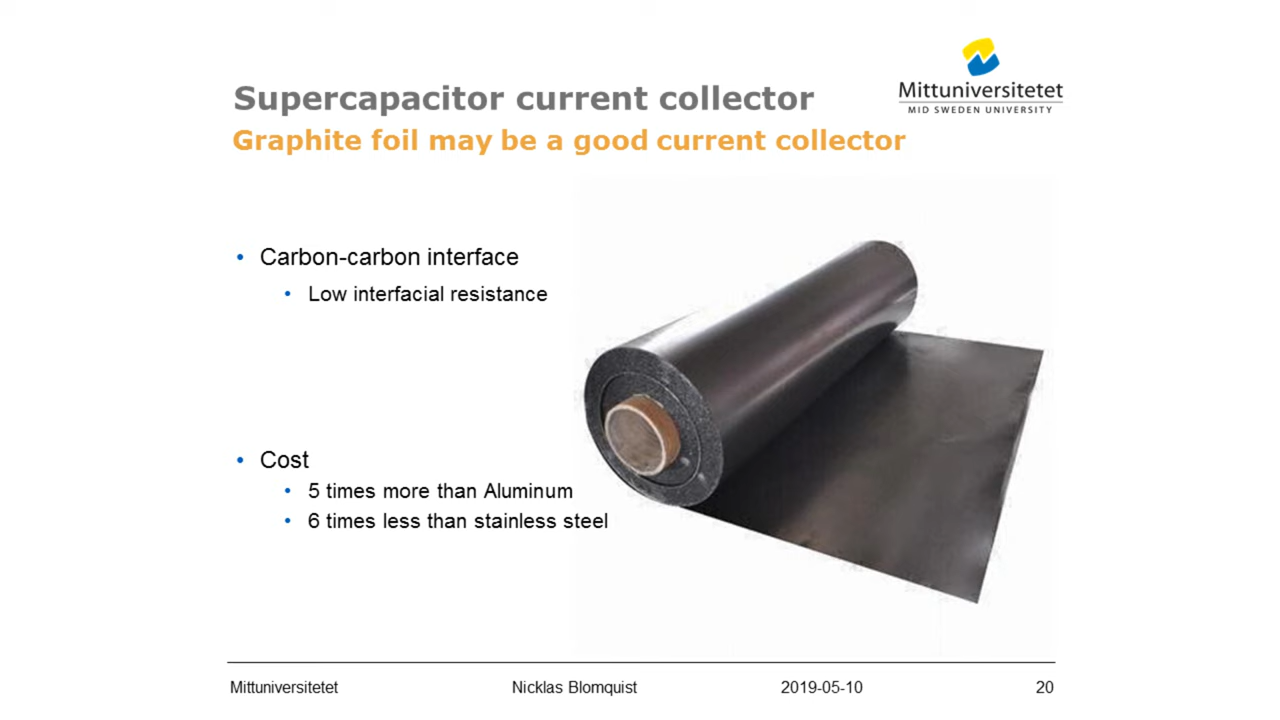 Mittuniversitetet
MID SWEDEN UNIVERSITY
Supercapacitor current collector
Graphite foil may be a good current collector
• Carbon-carbon interface
• Low interfacial resistance
• Cost
• 5 times more than Aluminum
• 6 times less than stainless steel
Mittuniversitetet Nicklas Blomquist 2019-05-10 20